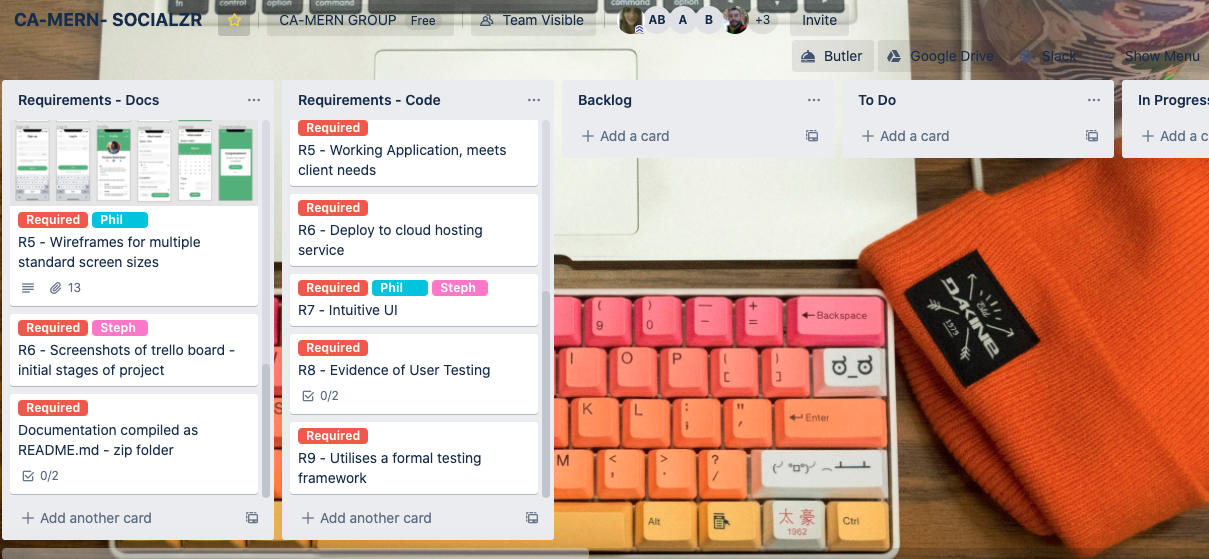 fn
control
option
command
command
option
CA-MERN- SOCIALZR
CA-MERN GROUP
Free
Team Visible
AB
A
B
+3
Invite
Butler
Google Drive
Slack
Show Menu
Requirements - Docs
Required
Phil
R5 - Wireframes for multiple
standard screen sizes
13
Required
Steph
R6 - Screenshots of trello board -
initial stages of project
Required
Documentation compiled as
README.md - zip folder
0/2
+ Add another card
Requirements - Code
Required
R5 - Working Application, meets
client needs
Required
R6 - Deploy to cloud hosting
service
Required
Phil
Steph
R7 - Intuitive UI
Required
R8 - Evidence of User Testing
0/2
Required
R9 - Utilises a formal testing
framework
+ Add another card
Backlog
+ Add a card
To Do
+ Add a card
In Progress
+ Add a c
( 9
) 0
— –
+ =
Backspace
I
O
P
{ [
} ]
ಠ_ಠ
K
L
: ;
" '
Enter
M
< ,
> .
? /
Alt
太 豪
1962
Ctrl
DAKINE
Bld
1979